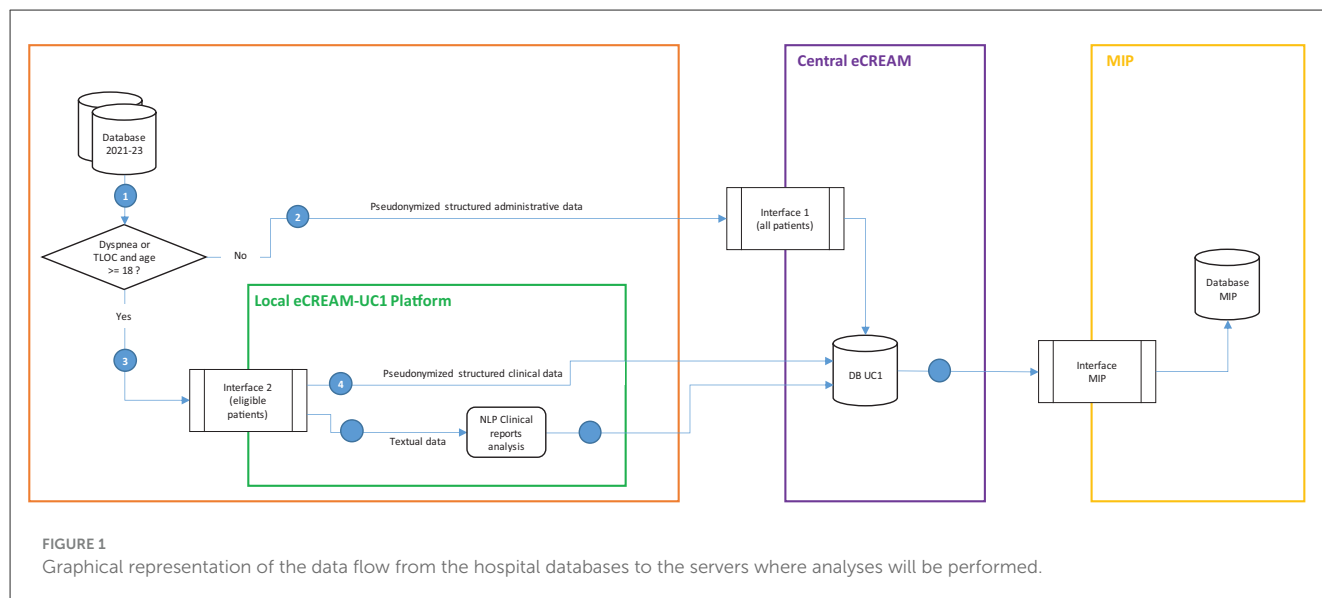 Central eCREAM
MIP
Database
2021-23
1
2
Pseudonymized structured administrative data
Interface 1
(all patients)
Dyspnea or
TLOC and age
>= 18 ?
No
Yes
Local eCREAM-UC1 Platform
Database
MIP
3
Interface 2
(eligible
patients)
4
Pseudonymized structured clinical data
Textual data
NLP Clinical
reports
analysis
DB UC1
Interface
MIP
FIGURE 1
Graphical representation of the data flow from the hospital databases to the servers where analyses will be performed.